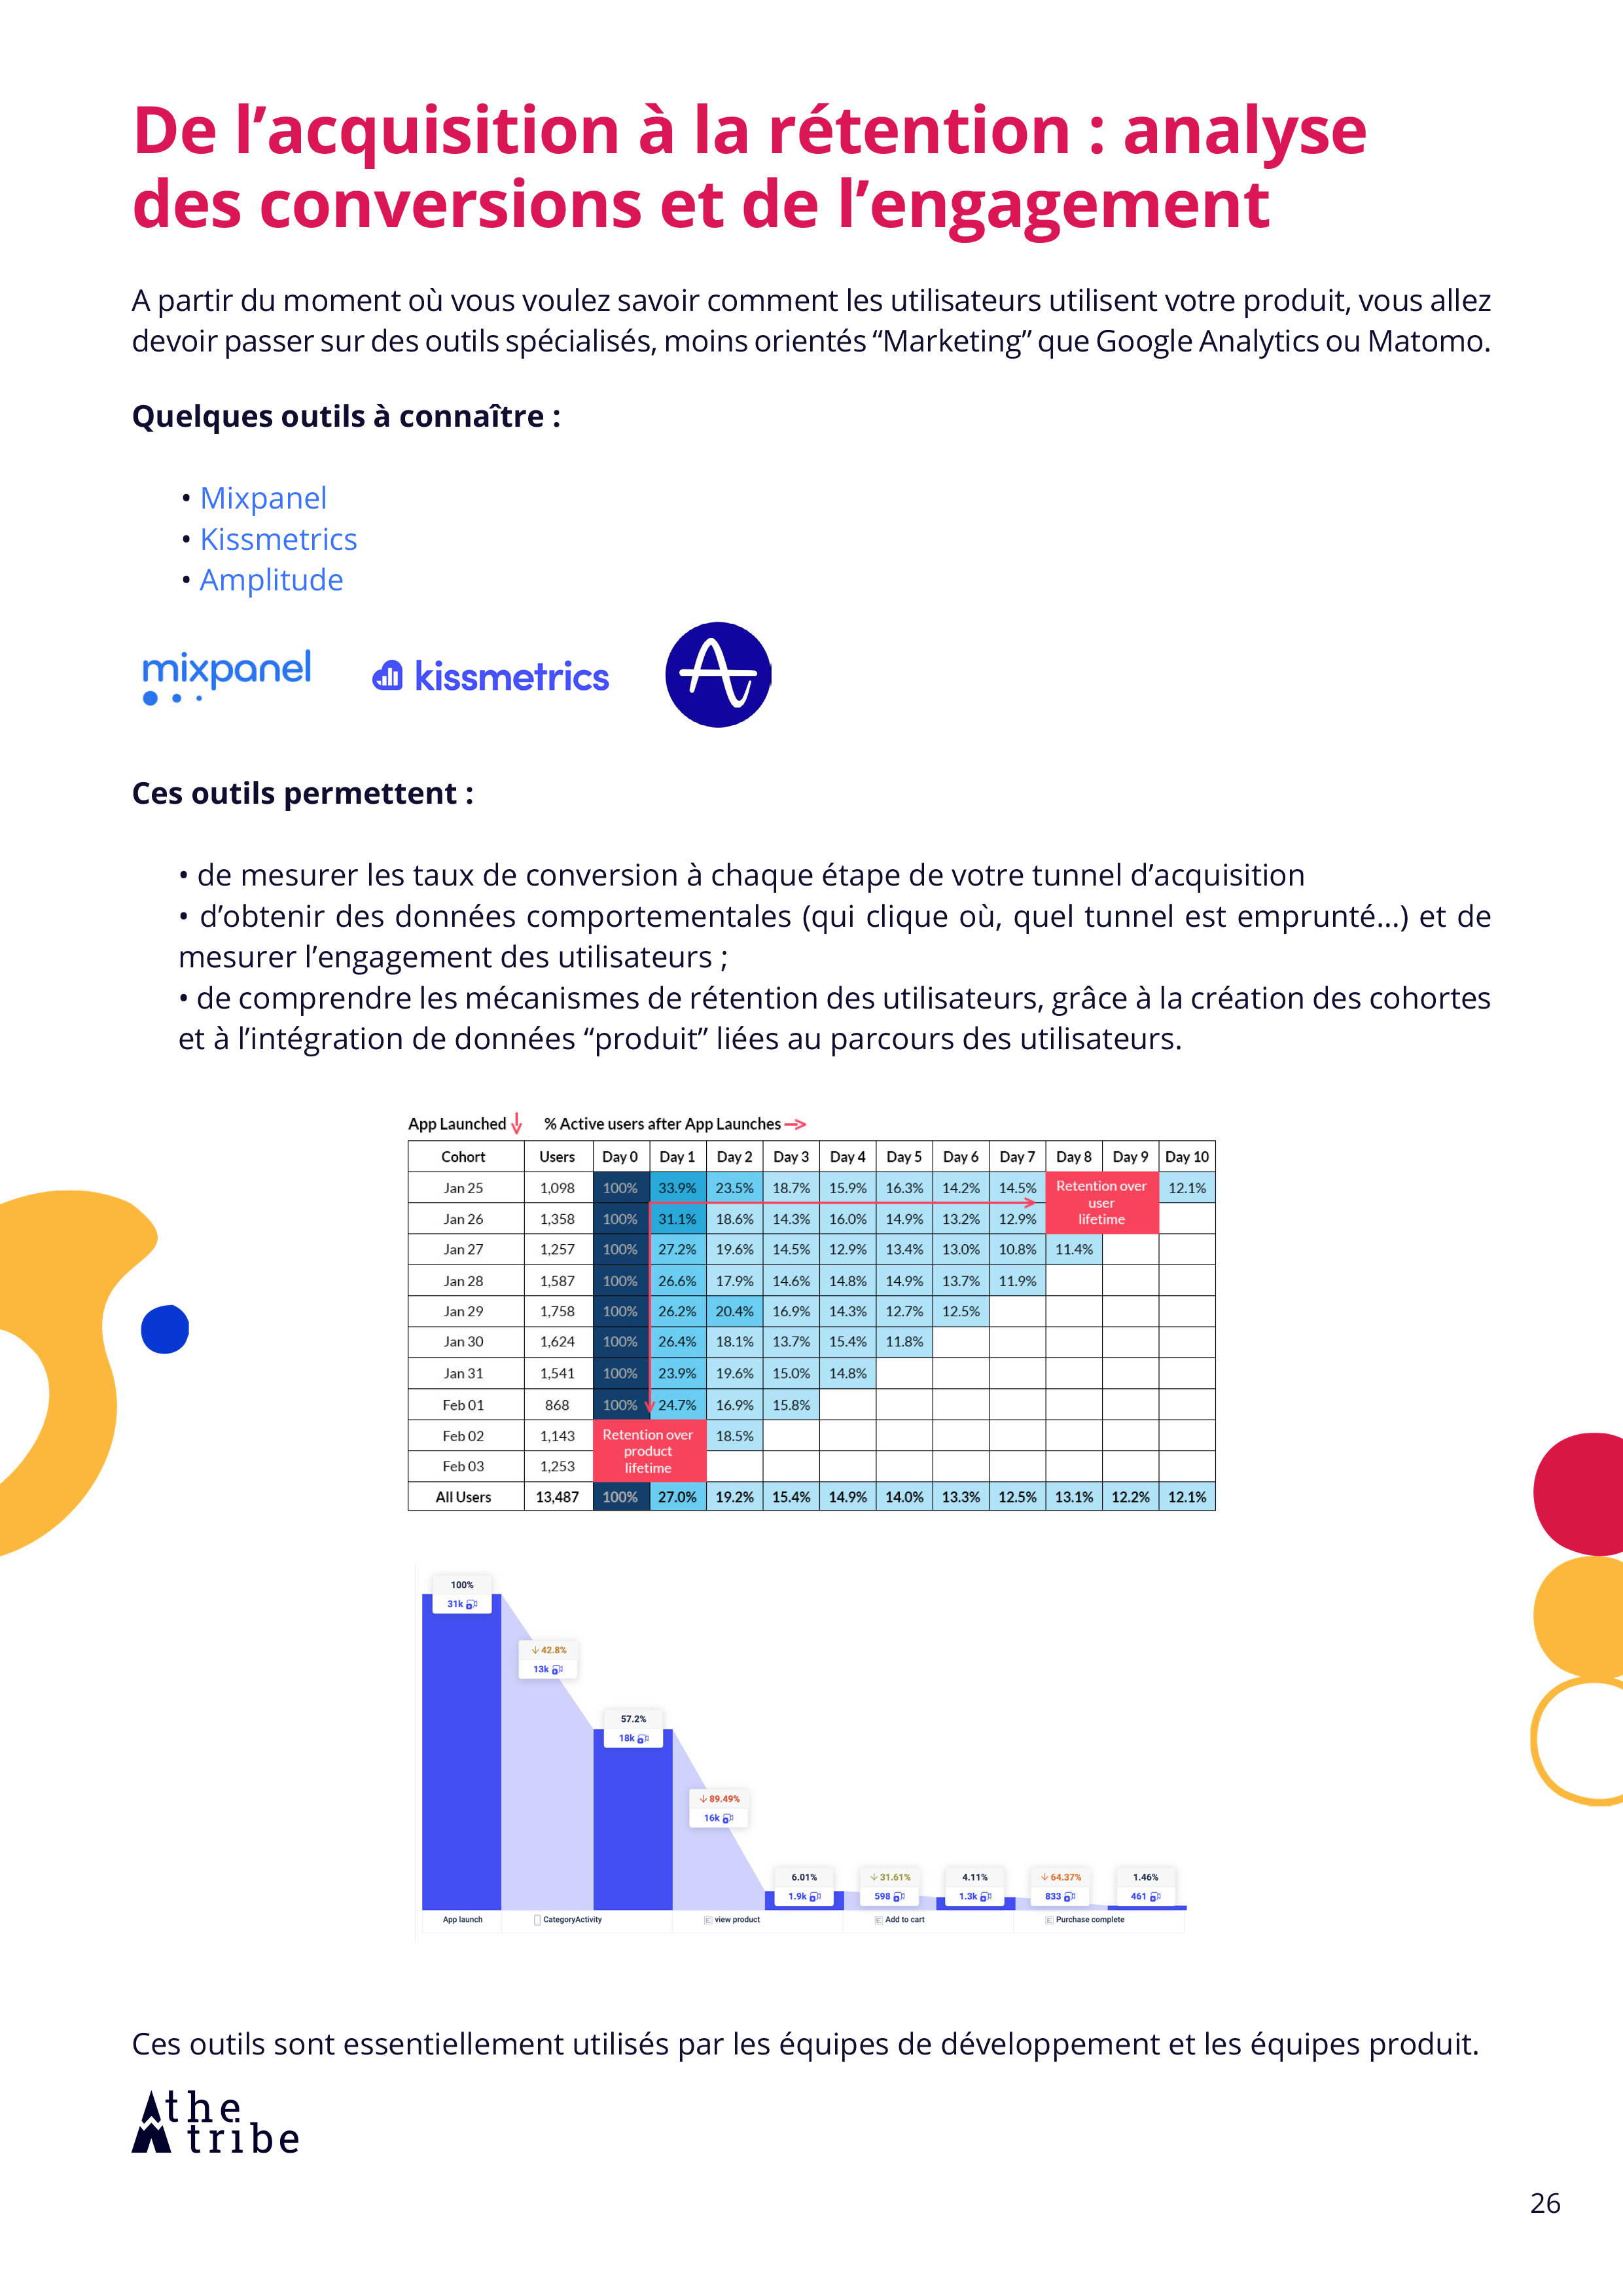 De l’acquisition à la rétention : analyse
des conversions et de l’engagement
A partir du moment où vous voulez savoir comment les utilisateurs utilisent votre produit, vous allez
devoir passer sur des outils spécialisés, moins orientés “Marketing” que Google Analytics ou Matomo.
Quelques outils à connaître :
• Mixpanel
• Kissmetrics
• Amplitude
mixpanel kissmetrics
Ces outils permettent :
• de mesurer les taux de conversion à chaque étape de votre tunnel d’acquisition
• d’obtenir des données comportementales (qui clique où, quel tunnel est emprunté...) et de
mesurer l’engagement des utilisateurs ;
• de comprendre les mécanismes de rétention des utilisateurs, grâce à la création des cohortes
et à l’intégration de données “produit” liées au parcours des utilisateurs.
App Launched % Active users after App Launches
Cohort Users Day 0 Day 1 Day 2 Day 3 Day 4 Day 5 Day 6 Day 7 Day 8 Day 9 Day 10
Jan 25 1,098 100% 33.9% 23.5% 18.7% 15.9% 16.3% 14.2% 14.5% 12.1%
Retention over
user
lifetime
Jan 26 1,358 100% 31.1% 18.6% 14.3% 16.0% 14.9% 13.2% 12.9%
Jan 27 1,257 100% 27.2% 19.6% 14.5% 12.9% 13.4% 13.0% 10.8% 11.4%
Jan 28 1,587 100% 26.6% 17.9% 14.6% 14.8% 14.9% 13.7% 11.9%
Jan 29 1,758 100% 26.2% 20.4% 16.9% 14.3% 12.7% 12.5%
Jan 30 1,624 100% 26.4% 18.1% 13.7% 15.4% 11.8%
Jan 31 1,541 100% 23.9% 19.6% 15.0% 14.8%
Feb 01 868 100% 24.7% 16.9% 15.8%
Feb 02 1,143 18.5%
Feb 03 1,253
Retention over
product
lifetime
All Users 13,487 100% 27.0% 19.2% 15.4% 14.9% 14.0% 13.3% 12.5% 13.1% 12.2% 12.1%
100%
31k
42.8%
13k
57.2%
18k
89.49%
16k
6.01% 31.61% 4.11% 64.37% 1.46%
1.9k 598 1.3k 833 461
App launch CategoryActivity view product Add to cart Purchase complete
Ces outils sont essentiellement utilisés par les équipes de développement et les équipes produit.
the
tribe
26